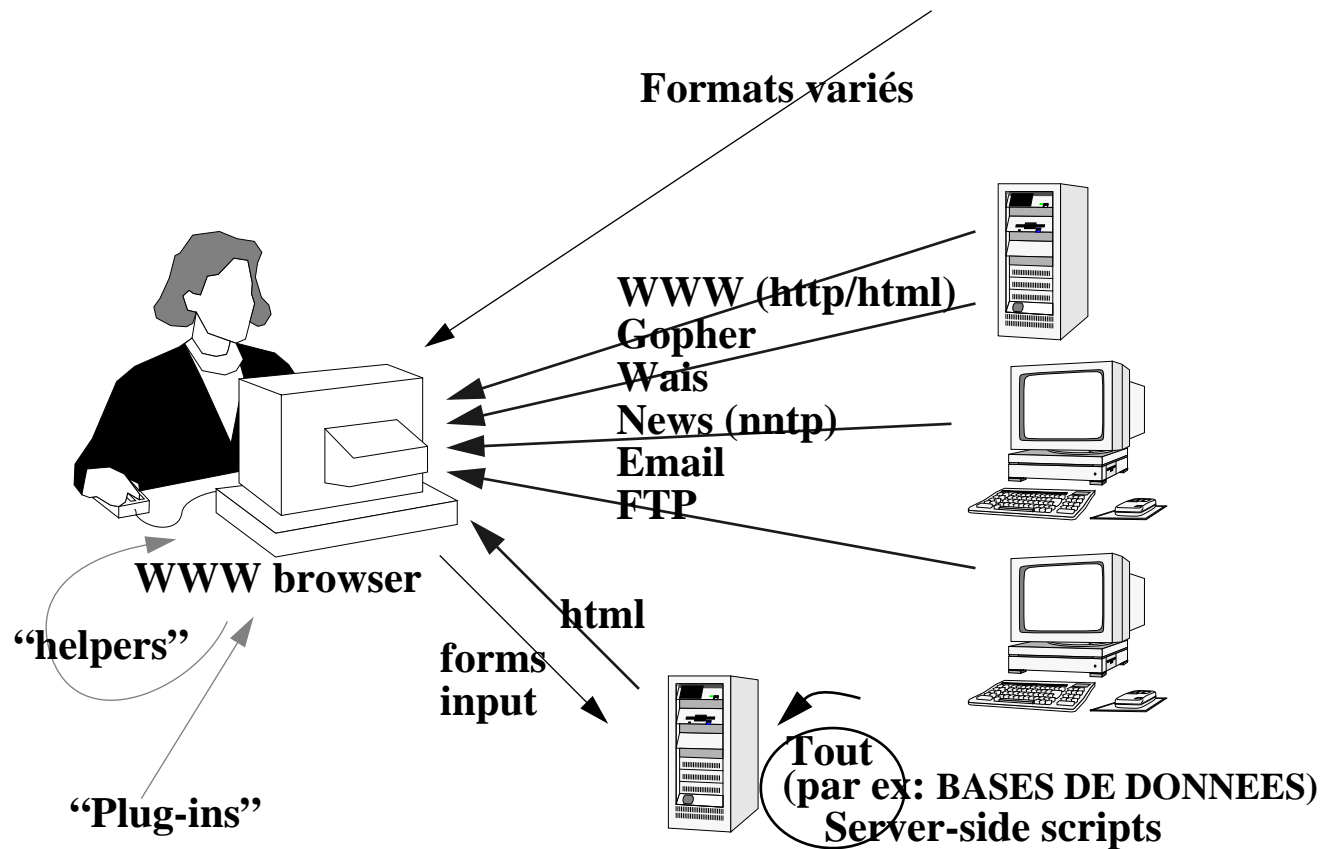 Formats variés
WWW (http/html)
Gopher
Wais
News (nntp)
Email
FTP
WWW browser
“helpers”
html
forms
input
“Plug-ins”
Tout
(par ex: BASES DE DONNEES)
Server-side scripts